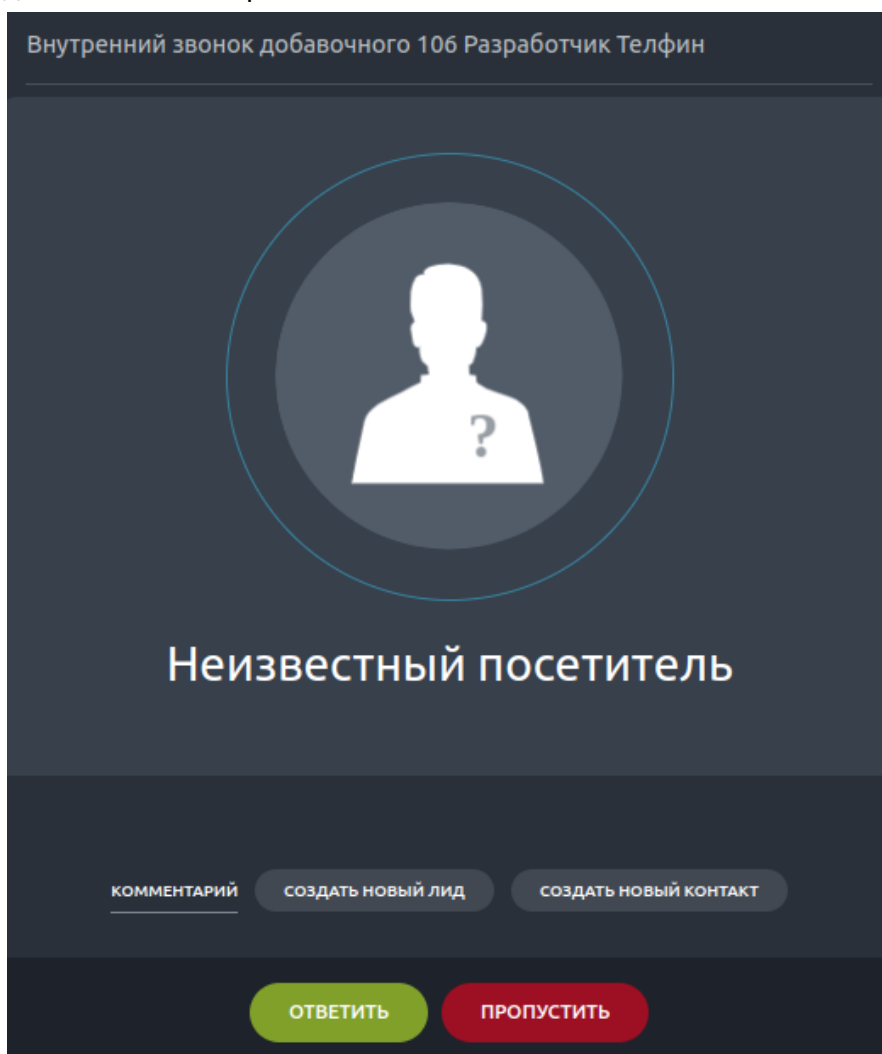 Внутренний звонок добавочного 106 Разработчик Телфин
?
Неизвестный посетитель
КОММЕНТАРИЙ СОЗДАТЬ НОВЫЙ ЛИД СОЗДАТЬ НОВЫЙ КОНТАКТ
ОТВЕТИТЬ ПРОПУСТИТЬ